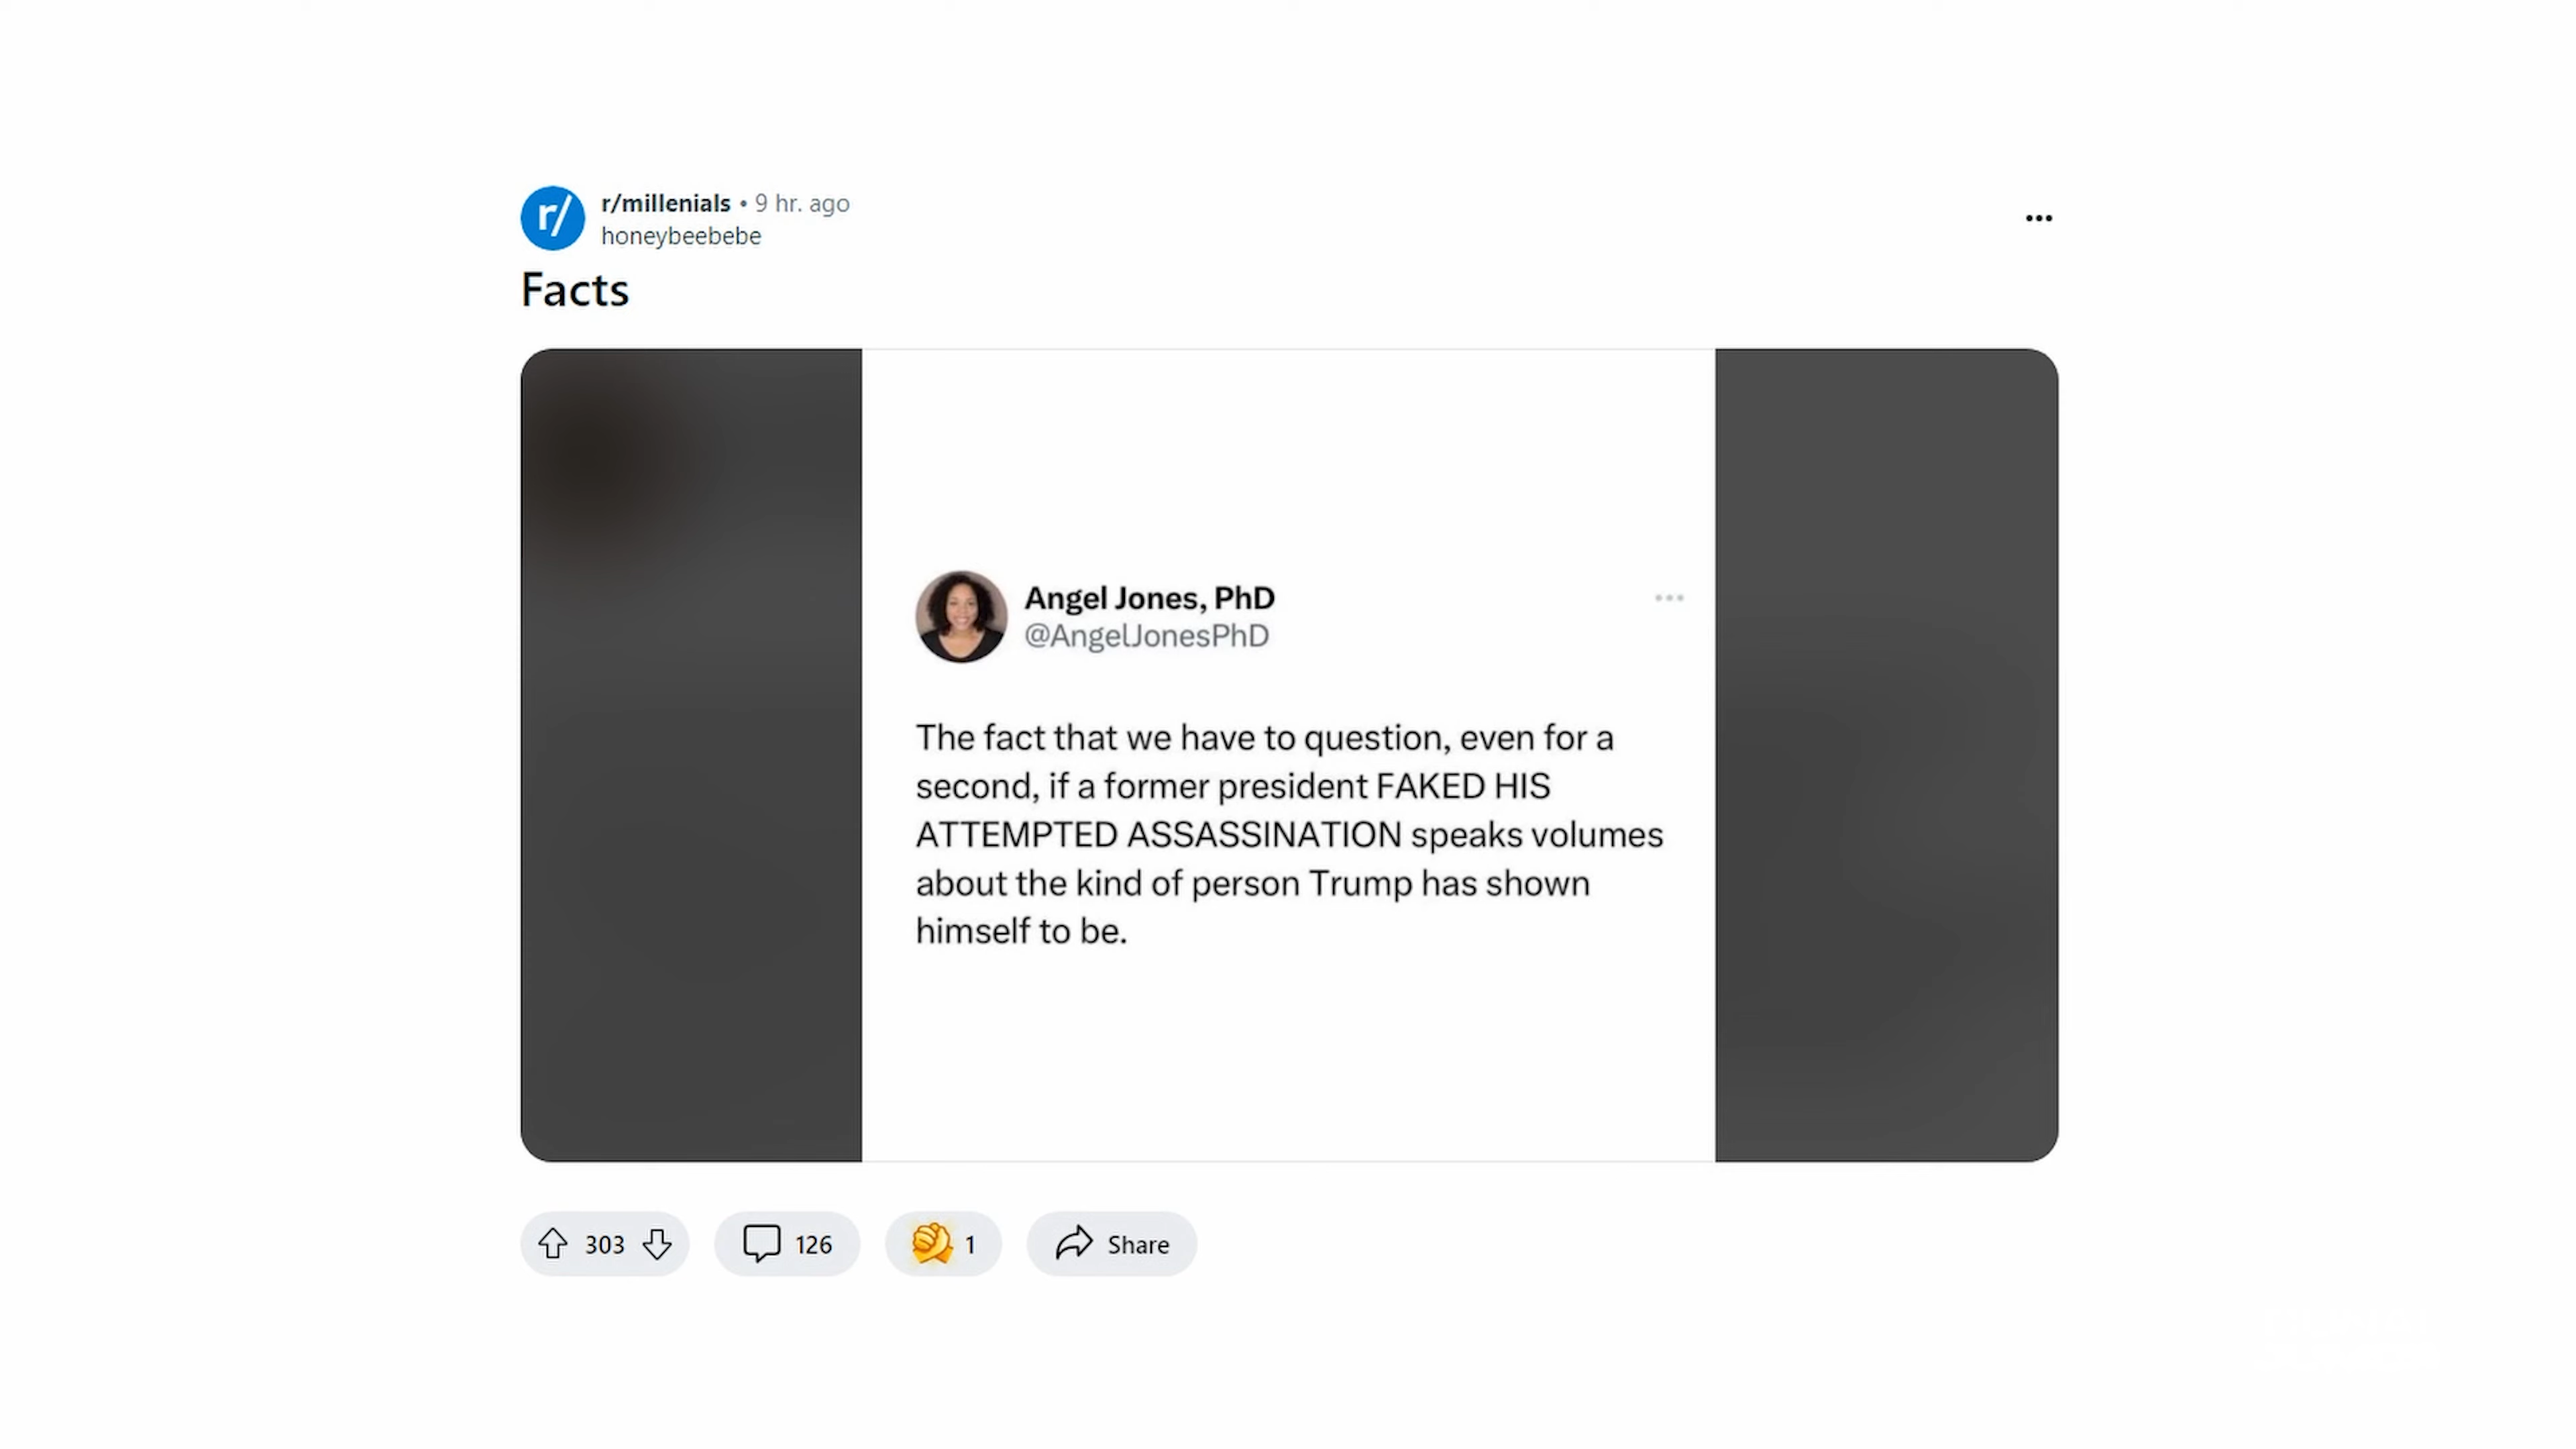 r/
r/millenials • 9 hr. ago
honeybeebebe
Facts
Angel Jones, PhD
@AngelJonesPhD
The fact that we have to question, even for a
second, if a former president FAKED HIS
ATTEMPTED ASSASSINATION speaks volumes
about the kind of person Trump has shown
himself to be.
303
126
1
Share